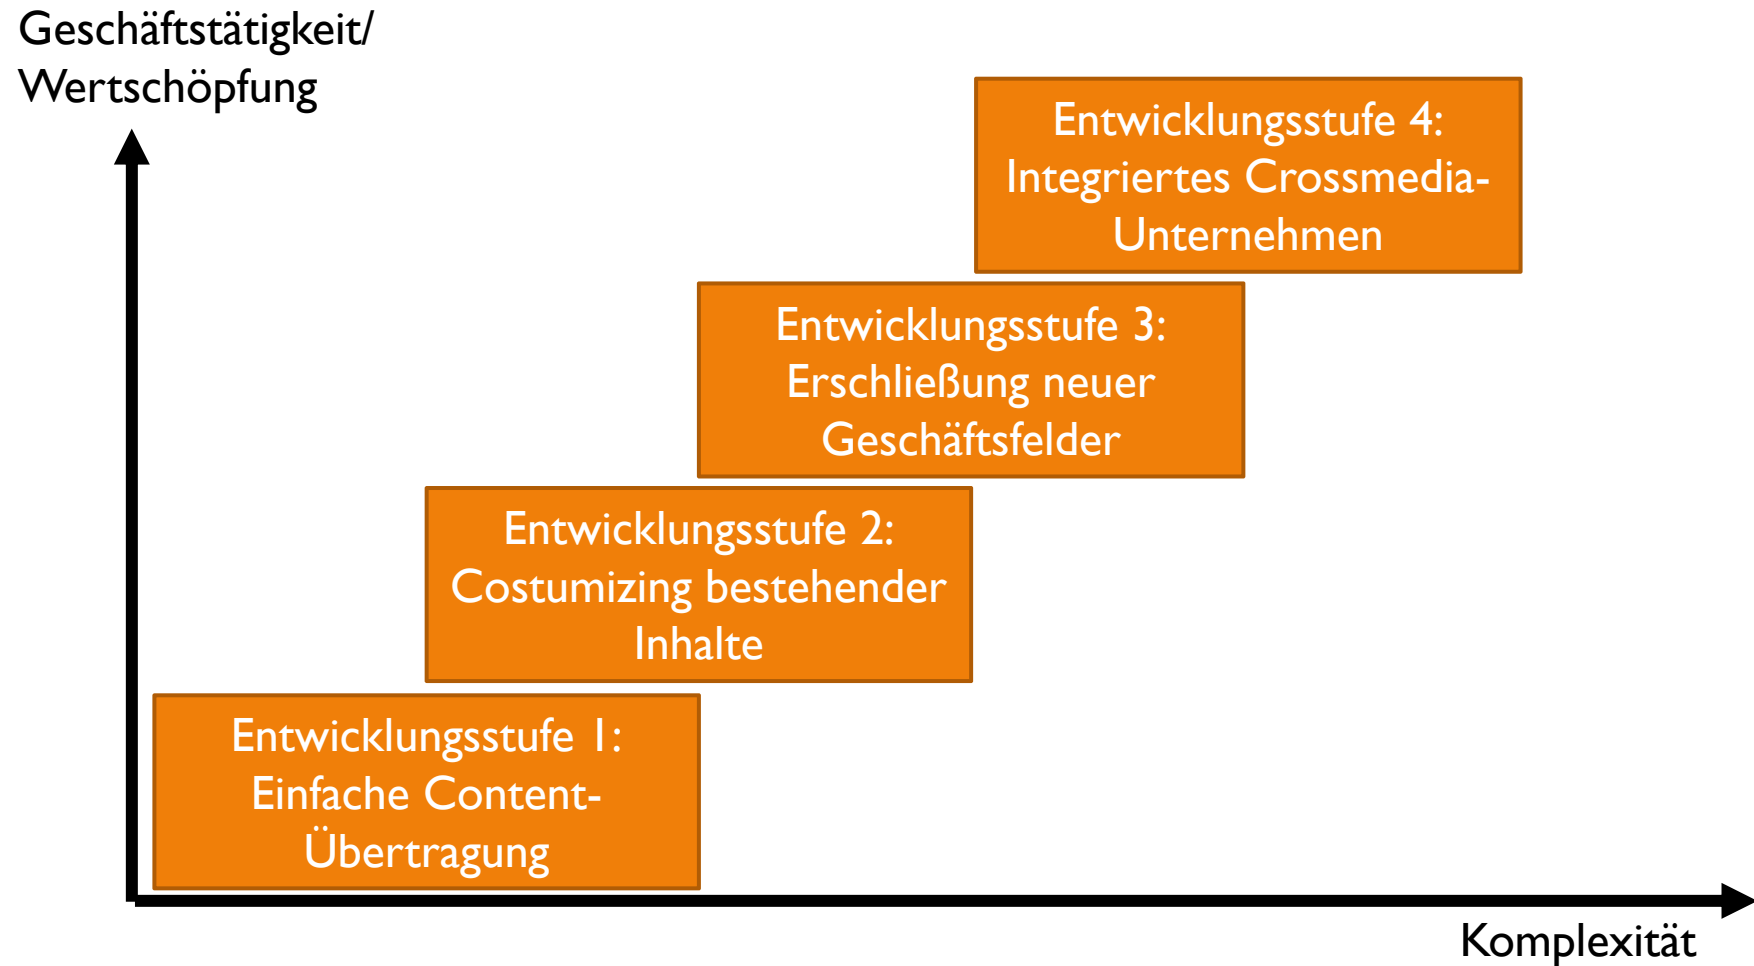 Geschäftstätigkeit/
Wertschöpfung
Entwicklungsstufe 4:
Integriertes Crossmedia-
Unternehmen
Entwicklungsstufe 3:
Erschließung neuer
Geschäftsfelder
Entwicklungsstufe 2:
Costumizing bestehender
Inhalte
Entwicklungsstufe 1:
Einfache Content-
Übertragung
Komplexität